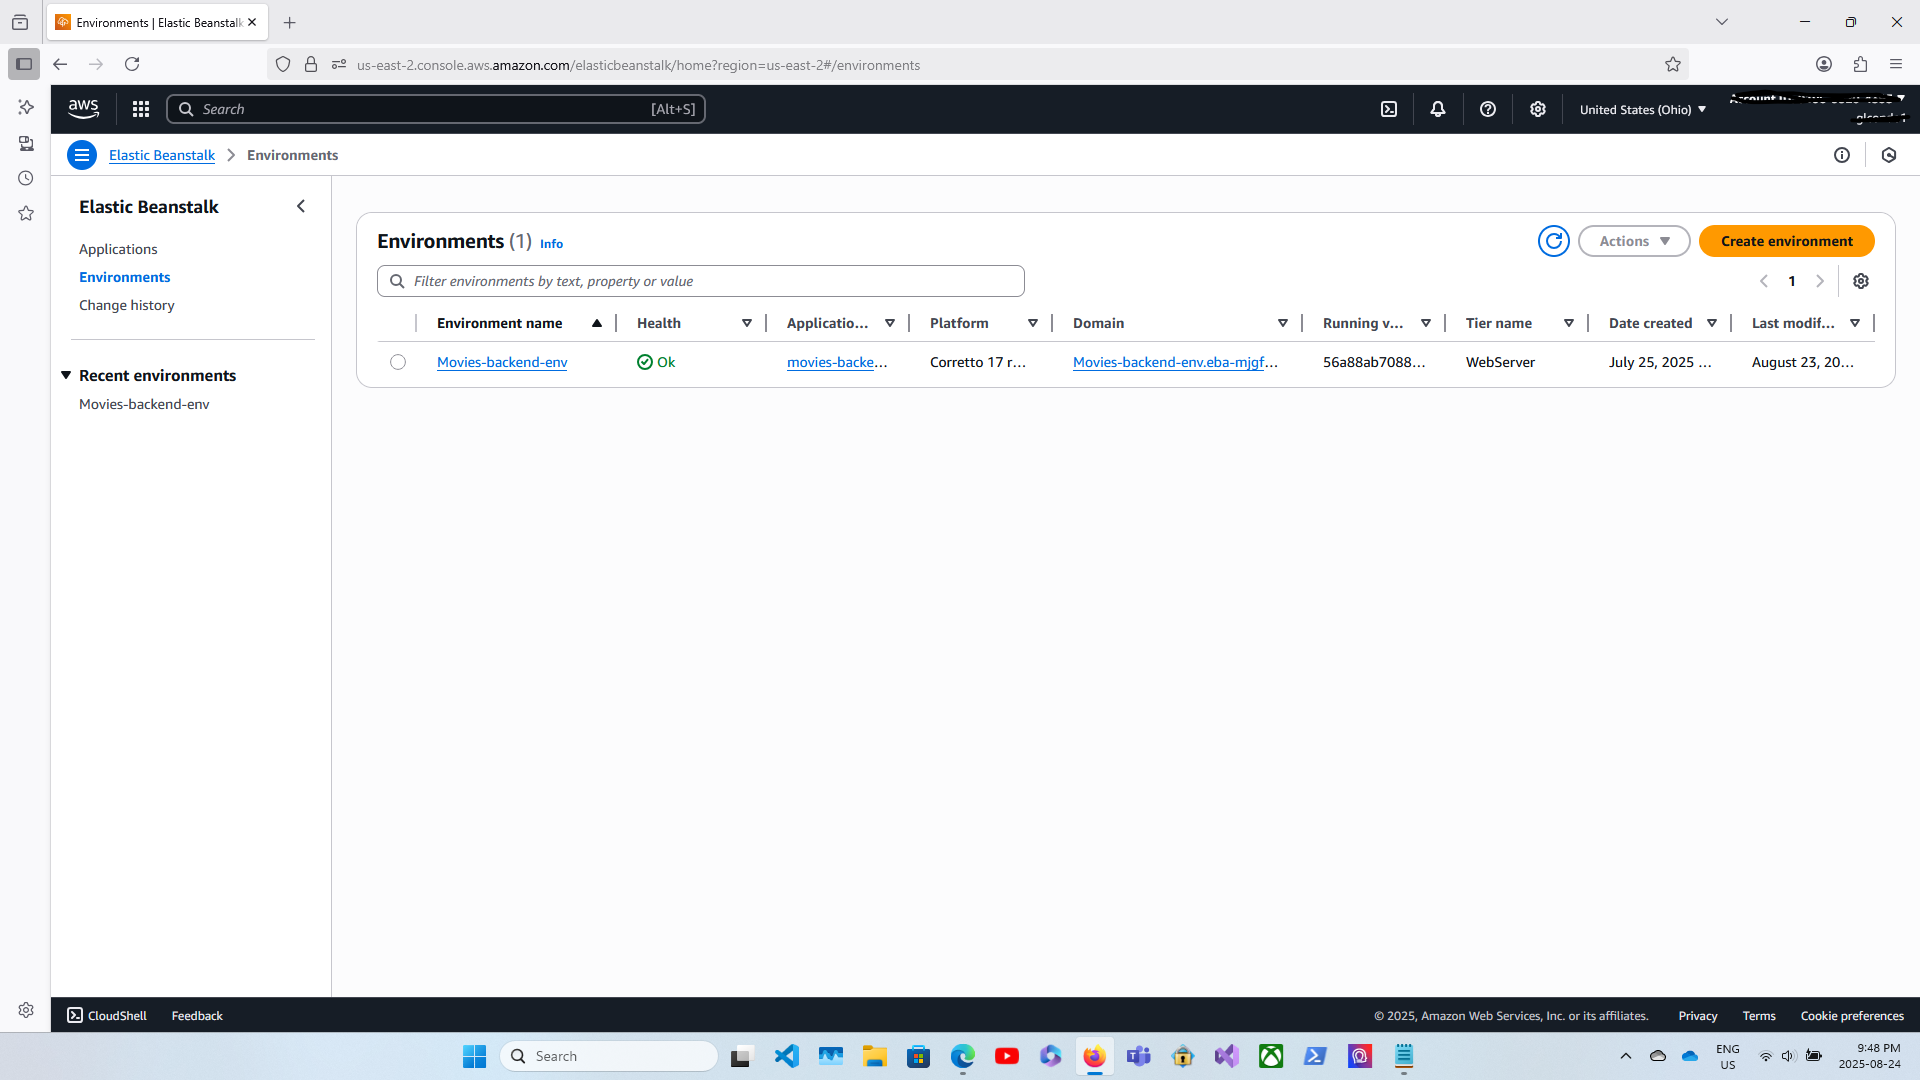 Environments | Elastic Beanstalk
us-east-2.console.aws.amazon.com/elasticbeanstalk/home?region=us-east-2#/environments
aws
Search
[Alt+S]
United States (Ohio)
Elastic Beanstalk
Environments
Elastic Beanstalk
Applications
Environments
Change history
Recent environments
Movies-backend-env
Environments (1) Info
Actions
Create environment
Filter environments by text, property or value
1
Environment name Health Applicatio... Platform Domain Running v... Tier name Date created Last modif...
Movies-backend-env Ok movies-backe... Corretto 17 r... Movies-backend-env.eba-mjgf... 56a88ab7088... WebServer July 25, 2025 ... August 23, 20...
CloudShell Feedback
© 2025, Amazon Web Services, Inc. or its affiliates. Privacy Terms Cookie preferences
Search
ENG
US
9:48 PM
2025-08-24